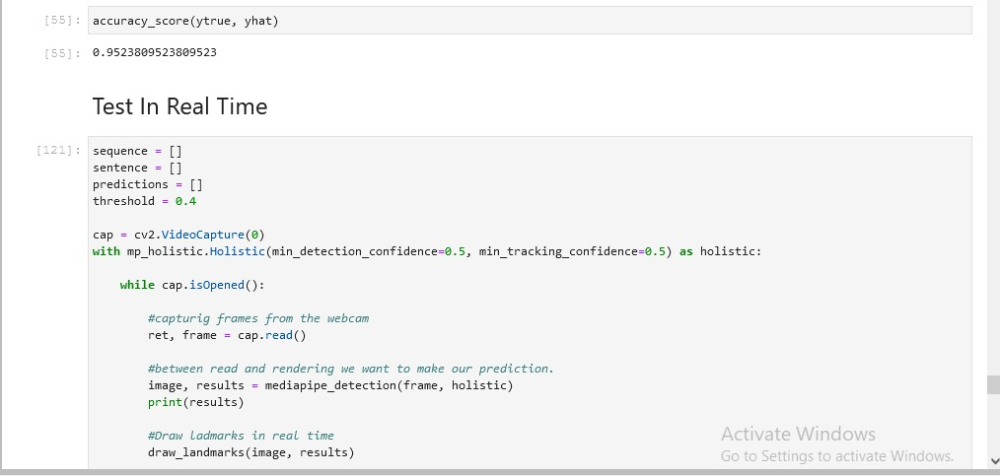 [55]: accuracy_score(ytrue, yhat)
[55]: 0.9523809523809523
Test In Real Time
[121]: sequence = []
sentence = []
predictions = []
threshold = 0.4
cap = cv2.VideoCapture(0)
with mp_holistic.Holistic(min_detection_confidence=0.5, min_tracking_confidence=0.5) as holistic:
while cap.isOpened():
#capturig frames from the webcam
ret, frame = cap.read()
#between read and rendering we want to make our prediction.
image, results = mediapipe_detection(frame, holistic)
print(results)
#Draw ladmarks in real time
draw_landmarks(image, results)
Activate Windows
Go to Settings to activate Windows.